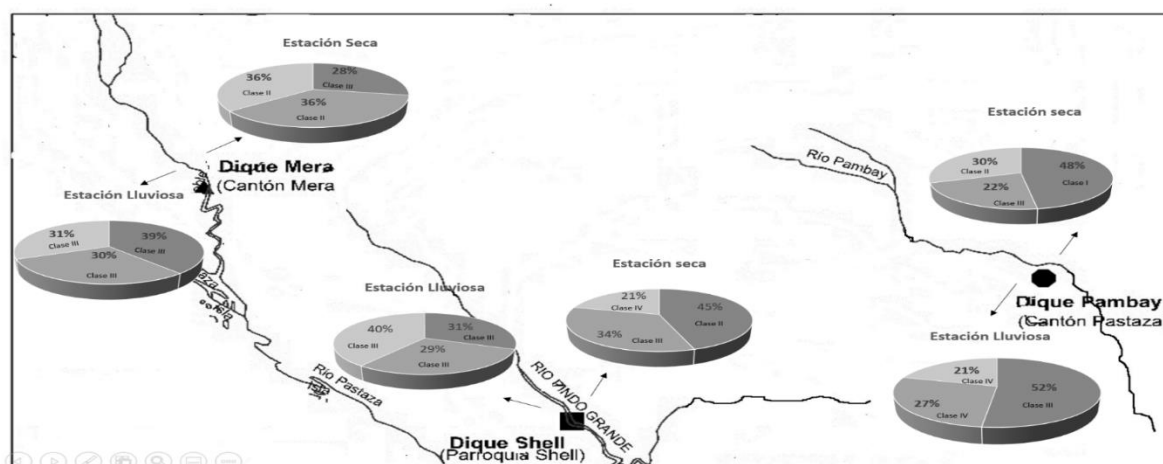 Estación Seca
36%
Clase II
28%
Clase III
36%
Clase II
Dique Mera
(Cantón Mera
Estación Lluviosa
31%
Clase III
39%
Clase III
30%
Clase III
Estación Lluviosa
40%
Clase III
31%
Clase III
29%
Clase III
Río Pastaza
Estación seca
21%
Clase IV
45%
Clase II
34%
Clase III
RIO PINDO GRANDE
Dique Shell
(Parroquia Shell)
Río Pambay
Estación seca
30%
Clase II
48%
Clase I
22%
Clase III
Dique Pambay
(Cantón Pastaza
Estación Lluviosa
21%
Clase IV
52%
Clase III
27%
Clase IV